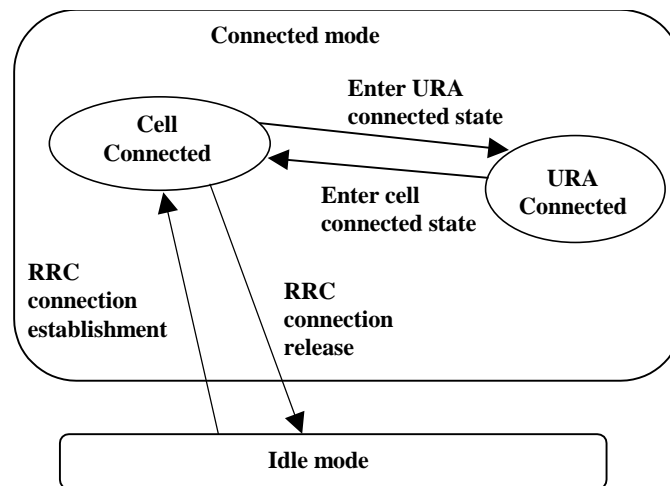 Connected mode
Enter URA
connected state
Cell
Connected
URA
Connected
Enter cell
connected state
RRC
connection
establishment
RRC
connection
release
Idle mode